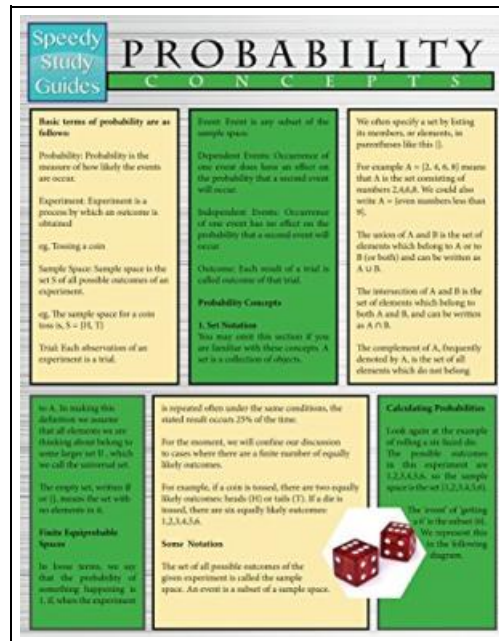 Speedy
Study
Guides
PROBABILITY
CONCEPTS
Basic terms of probability are as
follows:
Probability: Probability is the
measure of how likely the events
are occur.
Experiment: Experiment is a
process by which an outcome is
obtained
eg. Tossing a coin
Sample Space: Sample space is the
set S of all possible outcomes of an
experiment.
eg. The sample space for a coin
toss is, S = {H, T}
Trial: Each observation of an
experiment is a trial.
Event: Event is any subset of the
sample space.
Dependent Events: Occurrence
of one event does have an effect on
the probability that a second event
will occur.
Independent Events: Occurrence
of one event has no effect on the
probability that a second event will
occur
Outcome: Each result of a trial is
called outcome of that trial.
Probability Concepts
1. Set Notation
You may omit this section if you
are familiar with these concepts. A
set is a collection of objects.
We often specify a set by listing
its members, or elements, in
parentheses like this {}.
For example A = {2, 4, 6, 8} means
that A is the set consisting of
numbers 2,4,6,8. We could also
write A = {even numbers less than
9}.
The union of A and B is the set of
elements which belong to A or to
B (or both) and can be written as
A ∪ B.
The intersection of A and B is the
set of elements which belong to
both A and B, and can be written
as A ∩ B.
The complement of A, frequently
denoted by A, is the set of all
elements which do not belong
to A. In making this
definition we assume
that all elements we are
thinking about belong to
some larger set U, which
we call the universal set.
The empty set, written
or {}, means the set with
no elements in it.
Finite Equiprobable
Spaces
In loose terms, we say
that the probability of
something happening is
1, if, when the experiment
is repeated often under the same conditions, the
stated result occurs 25% of the time.
For the moment, we will confine our discussion
to cases where there are a finite number of equally
likely outcomes.
For example, if a coin is tossed, there are two equally
likely outcomes: heads (H) or tails (T). If a die is
tossed, there are six equally likely outcomes:
1,2,3,4,5,6.
Some Notation
The set of all possible outcomes of the
given experiment is called the sample
space. An event is a subset of a sample space.
Calculating Probabilities
Look again at the example
of rolling a six faced die.
The possible outcomes
in this experiment are
1,2,3,4,5,6, so the sample
space is the set {1,2,3,4,5,6}.
The 'event' of 'getting
a 6' is the subset {6}.
We represent this
in the following
diagram.